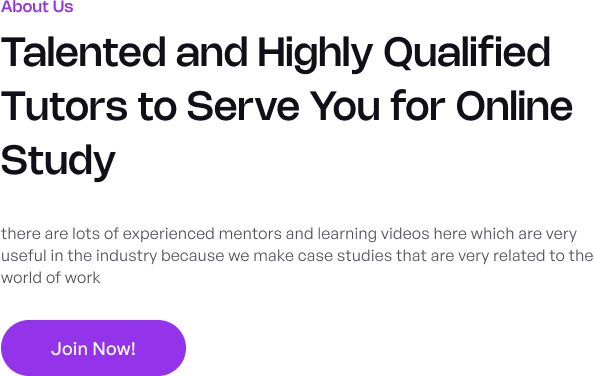 About Us
Talented and Highly Qualified
Tutors to Serve You for Online
Study
there are lots of experienced mentors and learning videos here which are very
useful in the industry because we make case studies that are very related to the
world of work
Join Now!